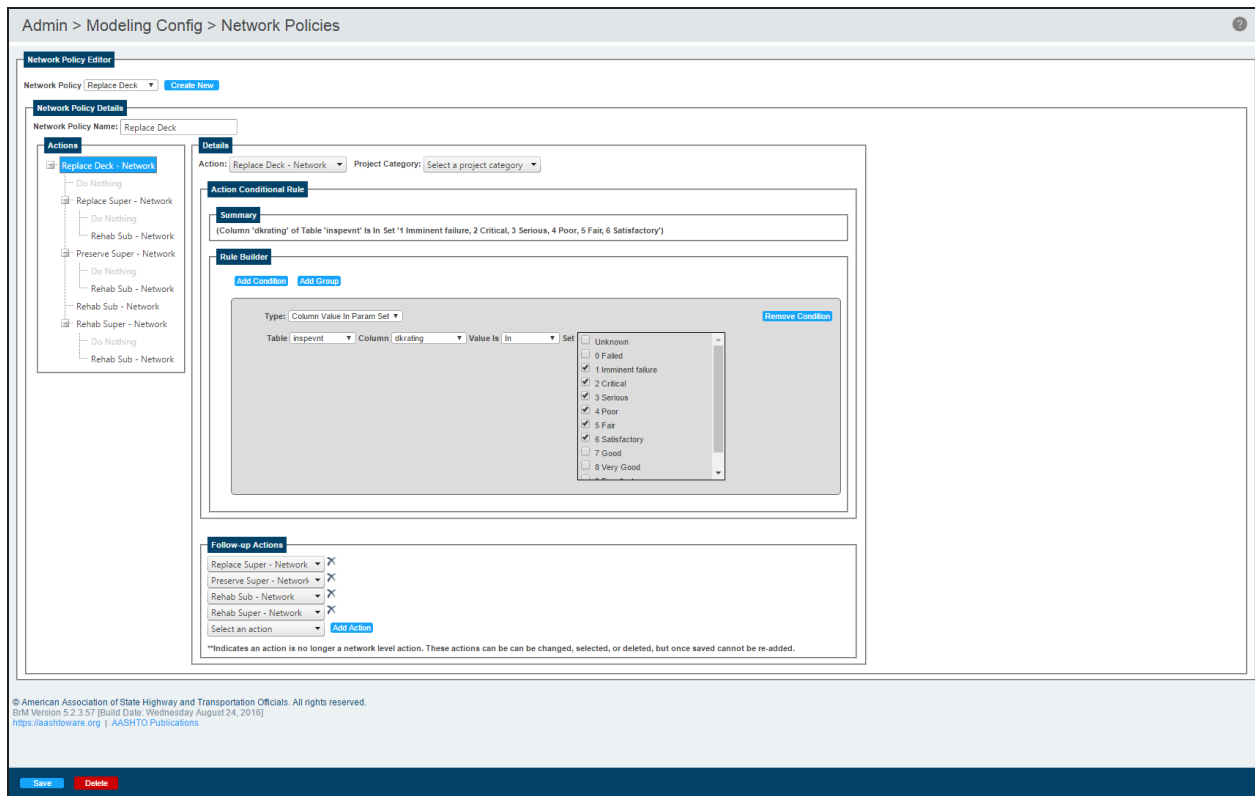 Admin > Modeling Config > Network Policies
?
Network Policy Editor
Network Policy Replace Deck Create New
Network Policy Details
Network Policy Name: Replace Deck
Actions
Replace Deck - Network
Do Nothing
Replace Super - Network
Do Nothing
Rehab Sub - Network
Preserve Super - Network
Do Nothing
Rehab Sub - Network
Rehab Sub - Network
Rehab Super - Network
Do Nothing
Rehab Sub - Network
Details
Action: Replace Deck - Network Project Category: Select a project category
Action Conditional Rule
Summary
(Column 'dkrating' of Table 'inspevnt' Is In Set '1 Imminent failure, 2 Critical, 3 Serious, 4 Poor, 5 Fair, 6 Satisfactory')
Rule Builder
Add Condition Add Group
Type: Column Value In Param Set Remove Condition
Table inspevnt Column dkrating Value Is In Set
Unknown
0 Failed
1 Imminent failure
2 Critical
3 Serious
4 Poor
5 Fair
6 Satisfactory
7 Good
8 Very Good
Follow-up Actions
Replace Super - Network
Preserve Super - Network
Rehab Sub - Network
Rehab Super - Network
Select an action Add Action
**Indicates an action is no longer a network level action. These actions can be can be changed, selected, or deleted, but once saved cannot be re-added.
© American Association of State Highway and Transportation Officials. All rights reserved.
BrM Version 5.2.3.57 [Build Date: Wednesday August 24, 2016]
https://aashtoware.org | AASHTO Publications
Save Delete